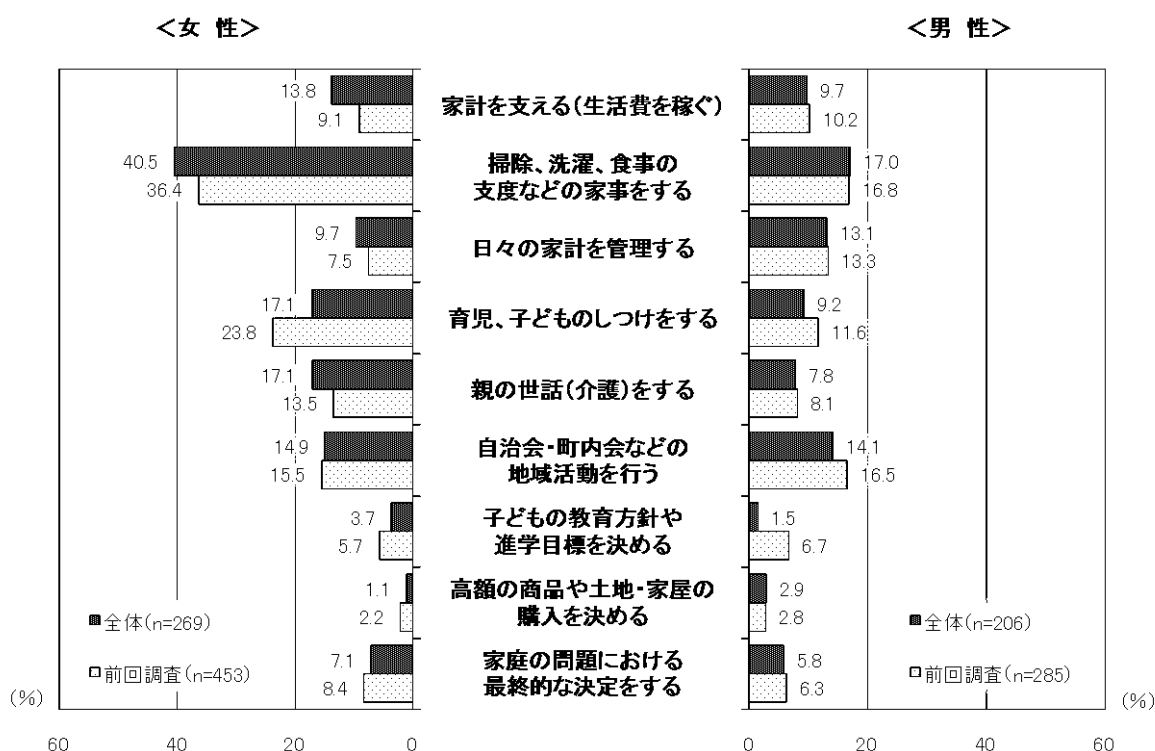 ＜女 性＞
＜男 性＞
家計を支える(生活費を稼ぐ)
13.8
9.1
9.7
10.2
掃除、洗濯、食事の
支度などの家事をする
40.5
36.4
17.0
16.8
日々の家計を管理する
9.7
7.5
13.1
13.3
育児、子どものしつけをする
17.1
23.8
9.2
11.6
親の世話(介護)をする
17.1
13.5
7.8
8.1
自治会・町内会などの
地域活動を行う
14.9
15.5
14.1
16.5
子どもの教育方針や
進学目標を決める
3.7
5.7
1.5
6.7
高額の商品や土地・家屋の
購入を決める
1.1
2.2
2.9
2.8
家庭の問題における
最終的な決定をする
7.1
8.4
5.8
6.3
全体(n=269)
前回調査(n=453)
全体(n=206)
前回調査(n=285)
(%)
(%)
60 40 20 0
0 20 40 60